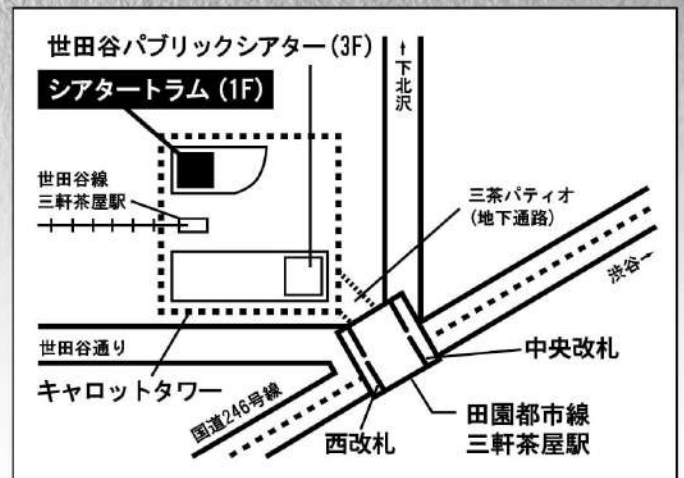 世田谷パブリックシアター(3F)
シアタートラム (1F)
↑下北沢
世田谷線
三軒茶屋駅
三茶パティオ
(地下通路)
渋谷→
世田谷通り
キャロットタワー
国道246号線
中央改札
西改札
田園都市線
三軒茶屋駅